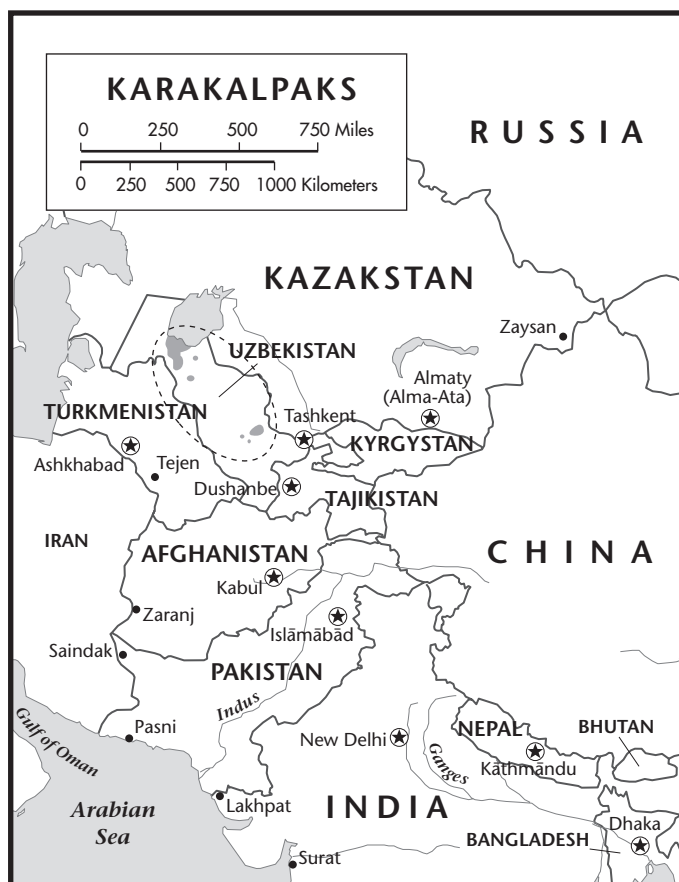 KARAKALPAKS
0 250 500 750 Miles
0 250 500 750 1000 Kilometers
RUSSIA
KAZAKSTAN
Zaysan
UZBEKISTAN
Almaty
(Alma-Ata)
TURKMENISTAN
Tashkent
KYRGYSTAN
Ashkhabad
Tejen
Dushanbe
TAJIKISTAN
IRAN
AFGHANISTAN
CHINA
Kabul
Zaranj
Islāmābād
Saindak
PAKISTAN
Indus
Gulf of Oman
Pasni
New Delhi
NEPAL
BHUTAN
Ganges
Kāthmāndu
Arabian
Sea
Lakhpat
INDIA
Dhaka
BANGLADESH
Surat